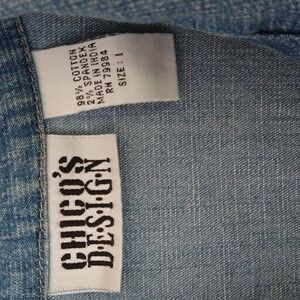 98% COTTON
2% SPANDEX
MADE IN INDIA
RN 79984
SIZE : 1
CHICO'S
D·E·S·I·G·N